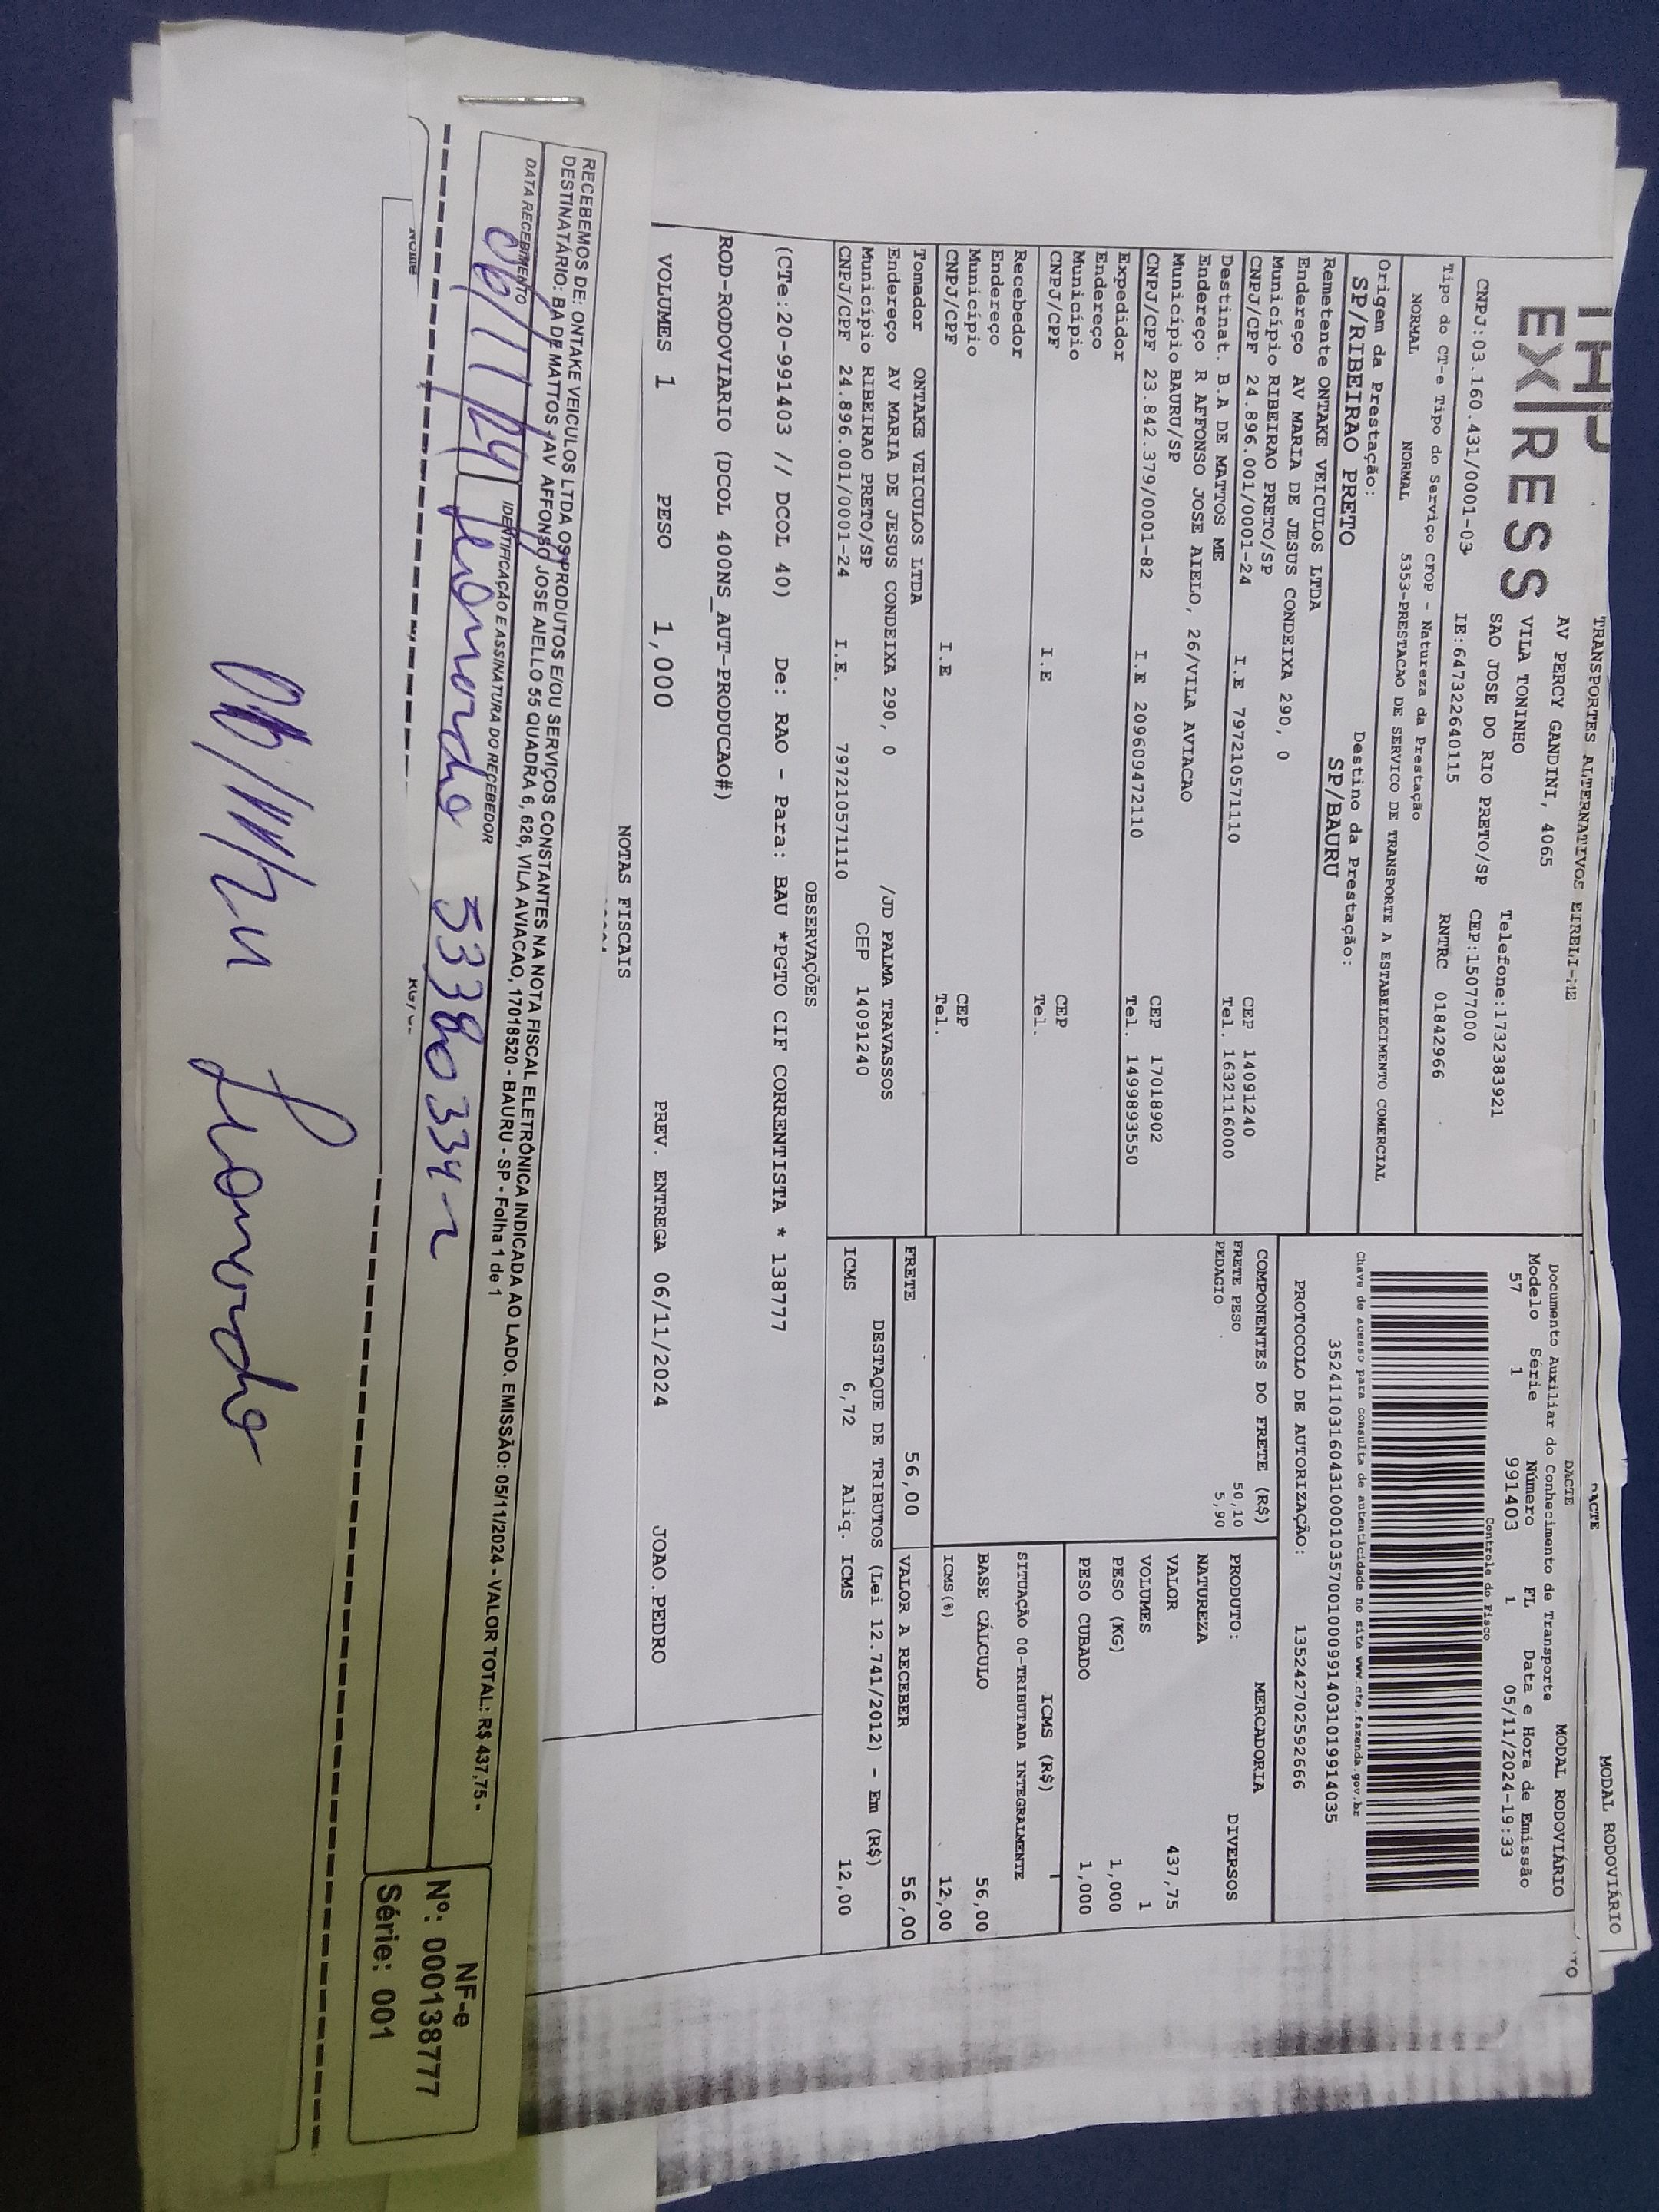 MODAL RODOVIÁRIO
DACTE
TRANSPORTES ALTERNATIVOS EIRELI-ME
EXPRESS
AV PERCY GANDINI, 4065
VILA TONINHO
SAO JOSE DO RIO PRETO/SP
Telefone:1732383921
CEP:15077000
CNPJ:03.160.431/0001-03
IE:647322640115
RNTRC 01842966
DACTE
MODAL RODOVIÁRIO
Documento Auxiliar do Conhecimento de Transporte
Modelo Série Número FL Data e Hora de Emissão
57 1 991403 1 05/11/2024-19:33
Controle do Fisco
Chave de acesso para consulta de autenticidade no site www.cte.fazenda.gov.br
35241103160431000103570010009914031019914035
PROTOCOLO DE AUTORIZAÇÃO: 135242702592666
Tipo do CT-e Tipo do Serviço CFOP - Natureza da Prestação
NORMAL NORMAL 5353-PRESTACAO DE SERVICO DE TRANSPORTE A ESTABELECIMENTO COMERCIAL
Origem da Prestação: Destino da Prestação:
SP/RIBEIRAO PRETO SP/BAURU
Remetente ONTAKE VEICULOS LTDA
Endereço AV MARIA DE JESUS CONDEIXA 290, 0
Município RIBEIRAO PRETO/SP CEP 14091240
CNPJ/CPF 24.896.001/0001-24 I.E 797210571110 Tel. 1632116000
Destinat. B.A DE MATTOS ME
Endereço R AFFONSO JOSE AIELO, 26/VILA AVIACAO
Município BAURU/SP CEP 17018902
CNPJ/CPF 23.842.379/0001-82 I.E 209609472110 Tel. 1499893550
Expedidor
Endereço
Município CEP
CNPJ/CPF I.E Tel.
Recebedor
Endereço
Município CEP
CNPJ/CPF I.E Tel.
Tomador ONTAKE VEICULOS LTDA
Endereço AV MARIA DE JESUS CONDEIXA 290, 0 /JD PALMA TRAVASSOS
Município RIBEIRAO PRETO/SP CEP 14091240
CNPJ/CPF 24.896.001/0001-24 I.E. 797210571110
COMPONENTES DO FRETE (R$)
FRETE PESO 50,10
PEDAGIO 5,90
MERCADORIA
PRODUTO: DIVERSOS
NATUREZA
VALOR 437,75
VOLUMES 1
PESO (KG) 1,000
PESO CUBADO 1,000
ICMS (R$)
SITUAÇÃO 00-TRIBUTADA INTEGRALMENTE
BASE CÁLCULO 56,00
ICMS(%) 12,00
FRETE 56,00 VALOR A RECEBER 56,00
DESTAQUE DE TRIBUTOS (Lei 12.741/2012) - Em (R$)
ICMS 6,72 Aliq. ICMS 12,00
OBSERVAÇÕES
(CTe:20-991403 // DCOL 40) De: RAO - Para: BAU *PGTO CIF CORRENTISTA * 138777
ROD-RODOVIARIO (DCOL 400NS_AUT-PRODUCAO#)
VOLUMES 1 PESO 1,000 PREV. ENTREGA 06/11/2024 JOAO.PEDRO
NOTAS FISCAIS
RECEBEMOS DE: ONTAKE VEICULOS LTDA OS PRODUTOS E/OU SERVIÇOS CONSTANTES NA NOTA FISCAL ELETRÔNICA INDICADA AO LADO. EMISSÃO: 05/11/2024 - VALOR TOTAL: R$ 437,75 -
DESTINATÁRIO: BA DE MATTOS - AV AFFONSO JOSE AIELLO 55 QUADRA 6, 626, VILA AVIACAO, 17018520 - BAURU - SP - Folha 1 de 1
DATA RECEBIMENTO IDENTIFICAÇÃO E ASSINATURA DO RECEBEDOR
06/11/24 Leonardo
NF-e
Nº: 000138777
Série: 001
Nome
Leonardo